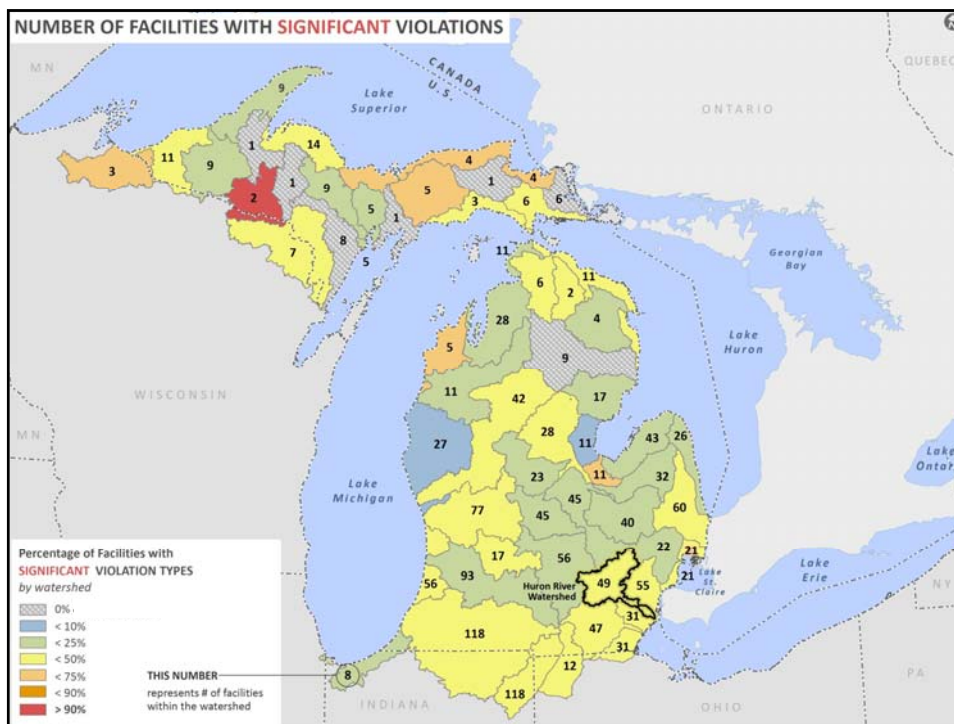 NUMBER OF FACILITIES WITH SIGNIFICANT VIOLATIONS
MN
CANADA
U.S.
QUEBEC
ONTARIO
Lake
Superior
9
14
1
11
9
3
1
9
2
5
1
5
4
4
1
3
6
6
7
8
5
11
6
2
11
4
28
Georgian
Bay
Lake
Huron
5
9
11
17
WISCONSIN
42
28
27
11
43
26
MN
Lake
Ontario
11
23
32
Lake
Michigan
45
60
77
45
40
22
21
56
17
Lake
St.
Claire
21
Lake
Erie
NY
Huron River
Watershed
49
55
56
93
31
47
118
31
12
118
8
PA
INDIANA
OHIO
Percentage of Facilities with
SIGNIFICANT VIOLATION TYPES
by watershed
0%
< 10%
< 25%
< 50%
< 75%
< 90%
> 90%
THIS NUMBER
represents # of facilities
within the watershed